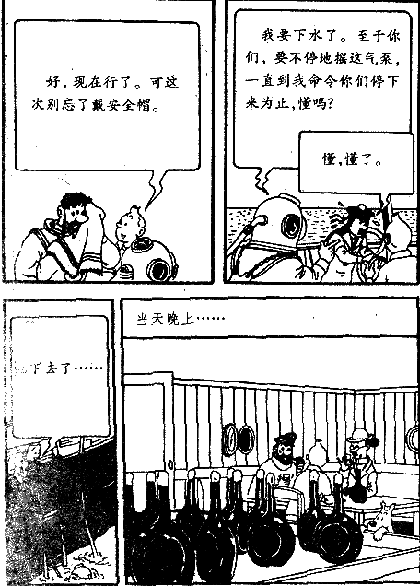 好，现在行了。可这
次别忘了戴安全帽。
我要下水了。至于你
们，要不停地摇这气泵，
一直到我命令你们停下
来为止，懂吗？
懂，懂了。
下去了……
当天晚上……